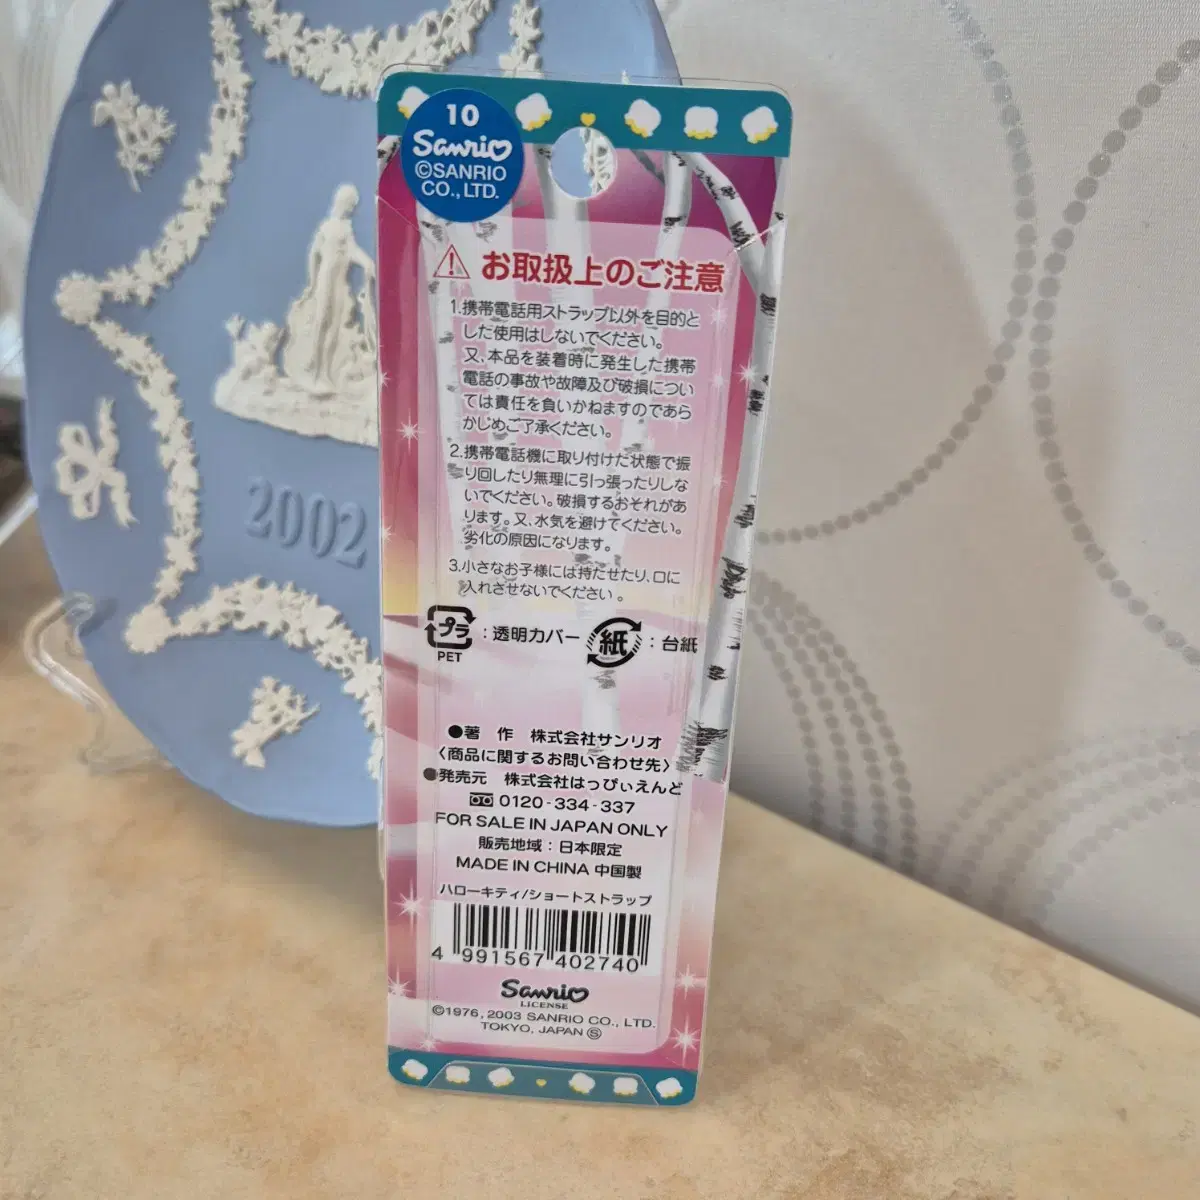 10
Sanrio
©SANRIO
CO., LTD.
⚠ お取扱上のご注意
1.携帯電話用ストラップ以外を目的と
した使用はしないでください。
又、本品を装着時に発生した携帯
電話の事故や故障及び破損につい
ては責任を負いかねますのであら
かじめご了承ください。
2.携帯電話機に取り付けた状態で振
り回したり無理に引っ張ったりしな
いでください。破損するおそれがあ
ります。又、水気を避けてください。
劣化の原因になります。
3.小さなお子様には持たせたり、口に
入れさせないでください 。
プラ : 透明カバー 紙 : 台紙
PET
●著 作 株式会社サンリオ
〈商品に関するお問い合わせ先〉
●発売元 株式会社はっぴぃえんど
0120-334-337
FOR SALE IN JAPAN ONLY
販売地域 : 日本限定
MADE IN CHINA 中国製
ハローキティ/ショートストラップ
4 991567 402740
Sanrio
LICENSE
©1976, 2003 SANRIO CO., LTD.
TOKYO, JAPAN Ⓢ
2002